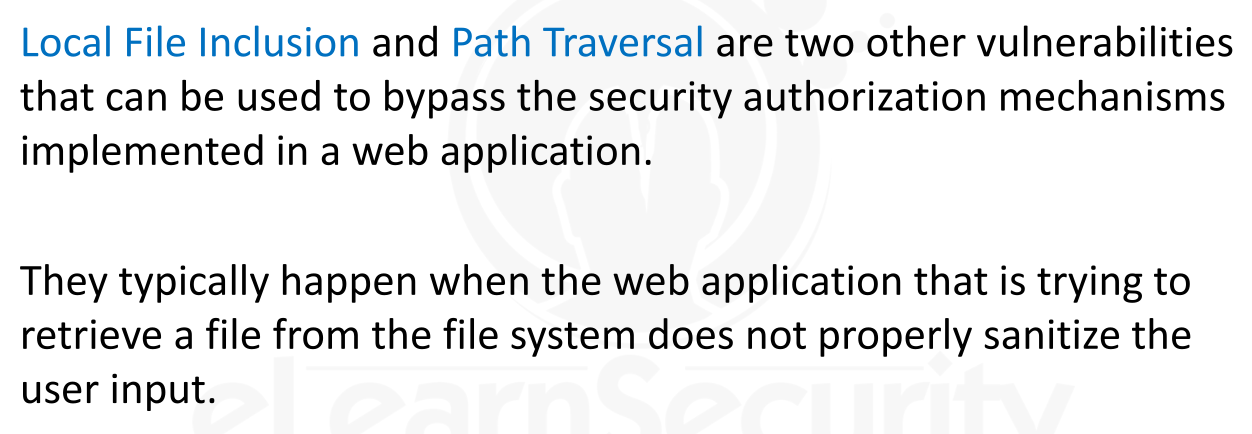 Local File Inclusion and Path Traversal are two other vulnerabilities
that can be used to bypass the security authorization mechanisms
implemented in a web application.
They typically happen when the web application that is trying to
retrieve a file from the file system does not properly sanitize the
user input.
eLearnSecurity